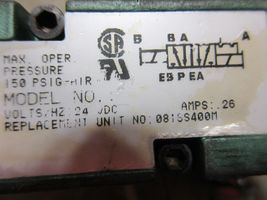 B BA A
EB P EA
MAX. OPER.
PRESSURE
150 PSIG-AIR
MODEL NO.:
VOLTS/HZ: 24 VDC AMPS: .26
REPLACEMENT UNIT NO: 081SS400M